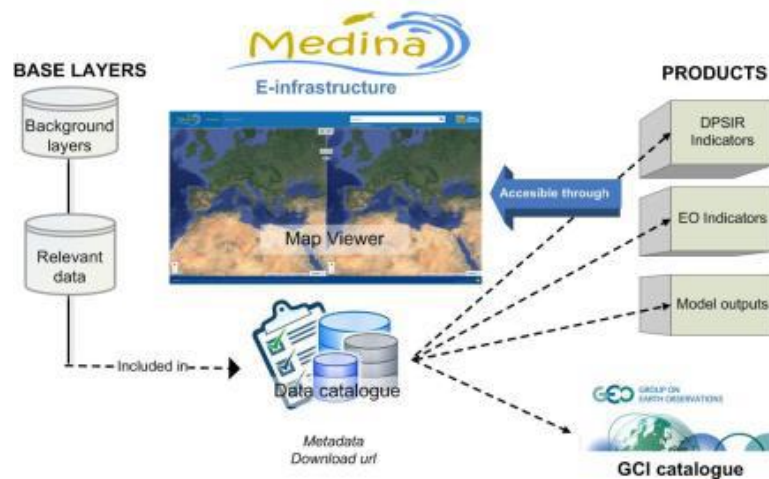 Medina
E-infrastructure
BASE LAYERS
Background
layers
Relevant
data
Included in
Map Viewer
Accesible through
Data catalogue
Metadata
Download url
PRODUCTS
DPSIR
Indicators
EO Indicators
Model outputs
GEO GROUP ON
EARTH OBSERVATIONS
GCI catalogue